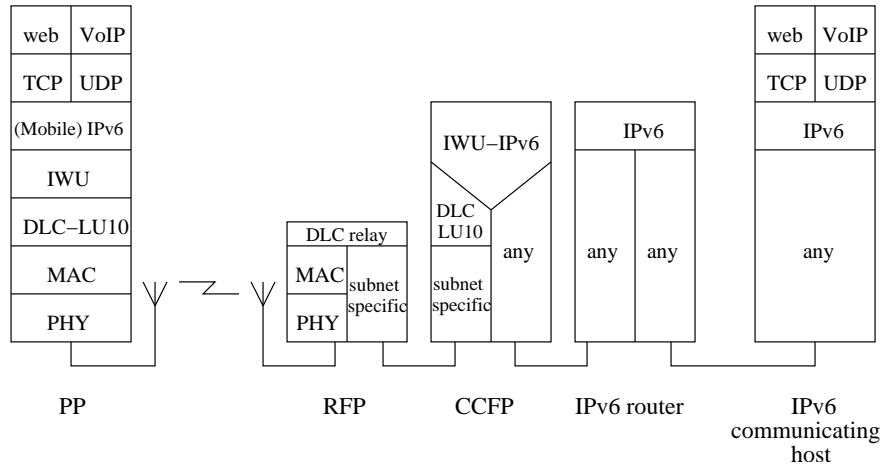 web VoIP
TCP UDP
(Mobile) IPv6
IWU
DLC−LU10
MAC
PHY
DLC relay
MAC
PHY
subnet
specific
IWU−IPv6
DLC
LU10
subnet
specific
any
IPv6
any any
web VoIP
TCP UDP
IPv6
any
PP
RFP
CCFP
IPv6 router
IPv6
communicating
host